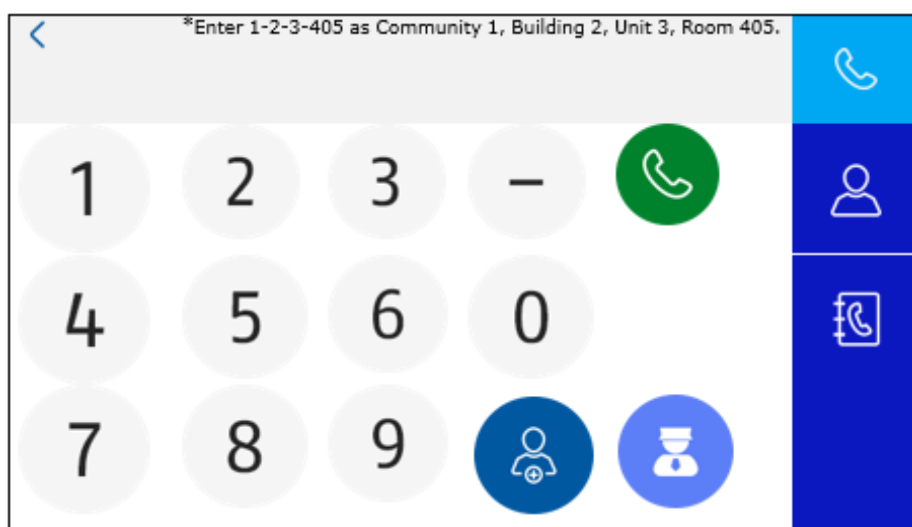 *Enter 1-2-3-405 as Community 1, Building 2, Unit 3, Room 405.
1 2 3 –
4 5 6 0
7 8 9